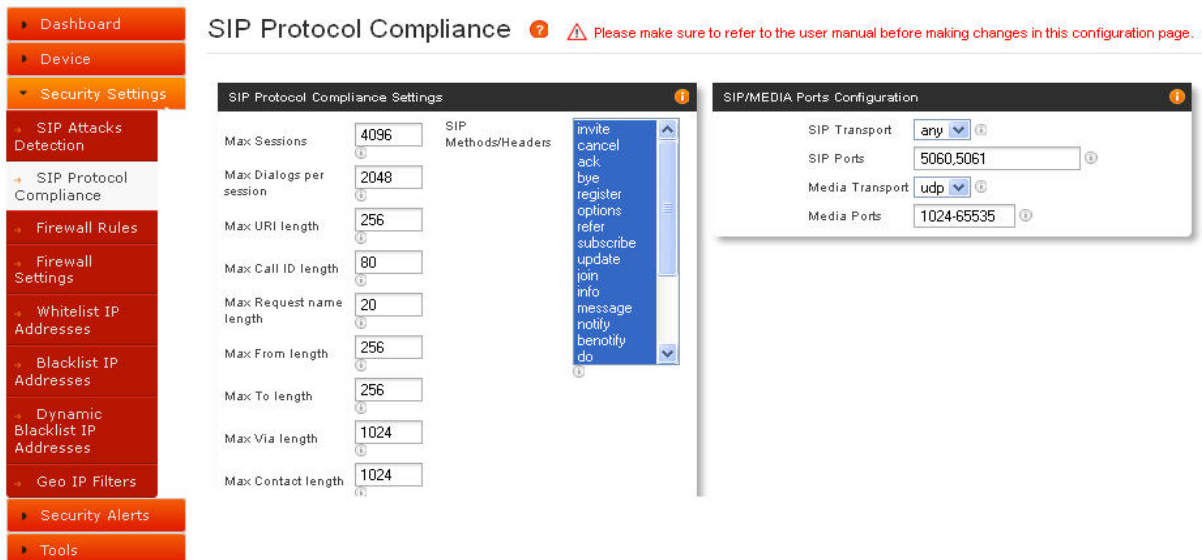 Dashboard
Device
Security Settings
SIP Attacks
Detection
SIP Protocol
Compliance
Firewall Rules
Firewall
Settings
Whitelist IP
Addresses
Blacklist IP
Addresses
Dynamic
Blacklist IP
Addresses
Geo IP Filters
Security Alerts
Tools
SIP Protocol Compliance ? Please make sure to refer to the user manual before making changes in this configuration page.
SIP Protocol Compliance Settings
Max Sessions 4096
Max Dialogs per
session 2048
Max URI length 256
Max Call ID length 80
Max Request name
length 20
Max From length 256
Max To length 256
Max Via length 1024
Max Contact length 1024
SIP
Methods/Headers
invite
cancel
ack
bye
register
options
refer
subscribe
update
join
info
message
notify
benotify
do
SIP/MEDIA Ports Configuration
SIP Transport any
SIP Ports 5060,5061
Media Transport udp
Media Ports 1024-65535